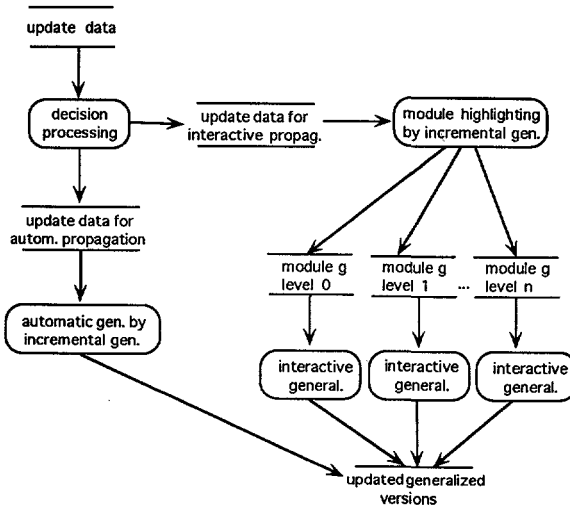 update data
decision
processing
update data for
interactive propag.
module highlighting
by incremental gen.
update data for
autom. propagation
automatic gen. by
incremental gen.
module g
level 0
module g
level 1
...
module g
level n
interactive
general.
interactive
general.
interactive
general.
updated generalized
versions